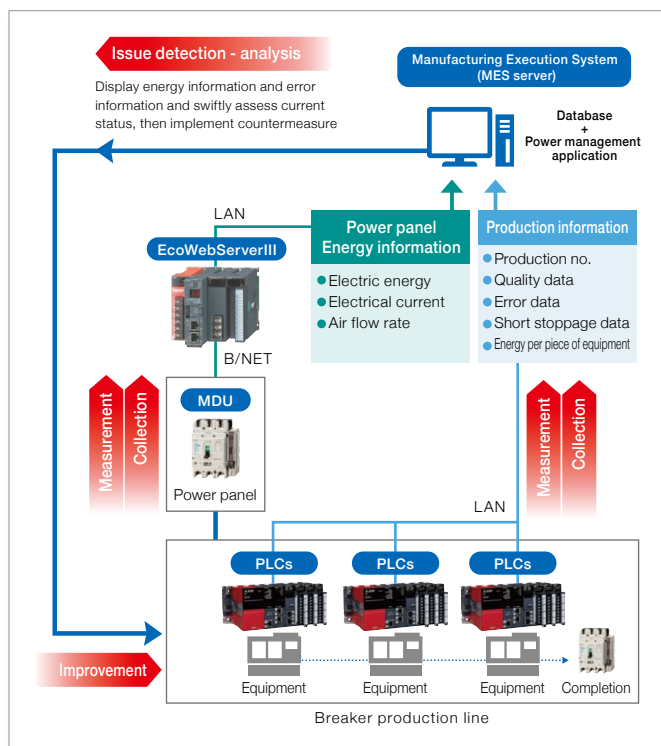 Issue detection - analysis
Display energy information and error
information and swiftly assess current
status, then implement countermeasure
Manufacturing Execution System
(MES server)
Database
+
Power management
application
LAN
EcoWebServerIII
Power panel
Energy information
Electric energy
Electrical current
Air flow rate
Production information
Production no.
Quality data
Error data
Short stoppage data
Energy per piece of equipment
B/NET
Measurement
Collection
MDU
Power panel
Measurement
Collection
LAN
PLCs
PLCs
PLCs
Improvement
Equipment
Equipment
Equipment
Completion
Breaker production line